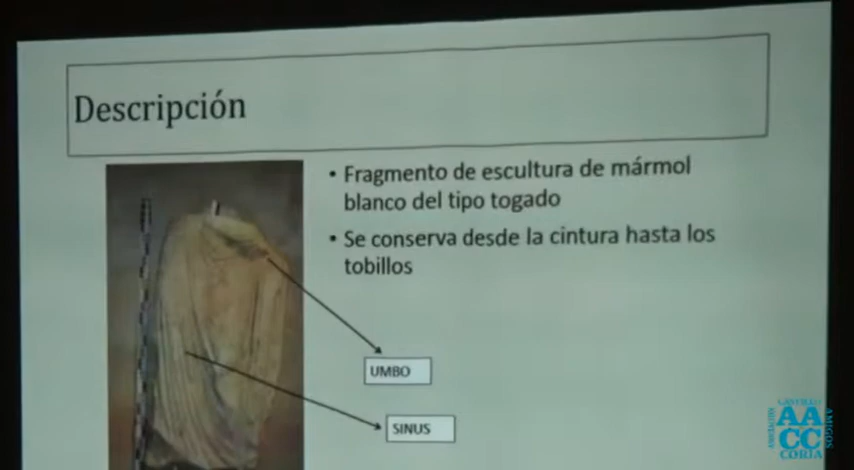 Descripción
• Fragmento de escultura de mármol
blanco del tipo togado
• Se conserva desde la cintura hasta los
tobillos
UMBO
SINUS
AA
CC
CORIA
AMIGOS